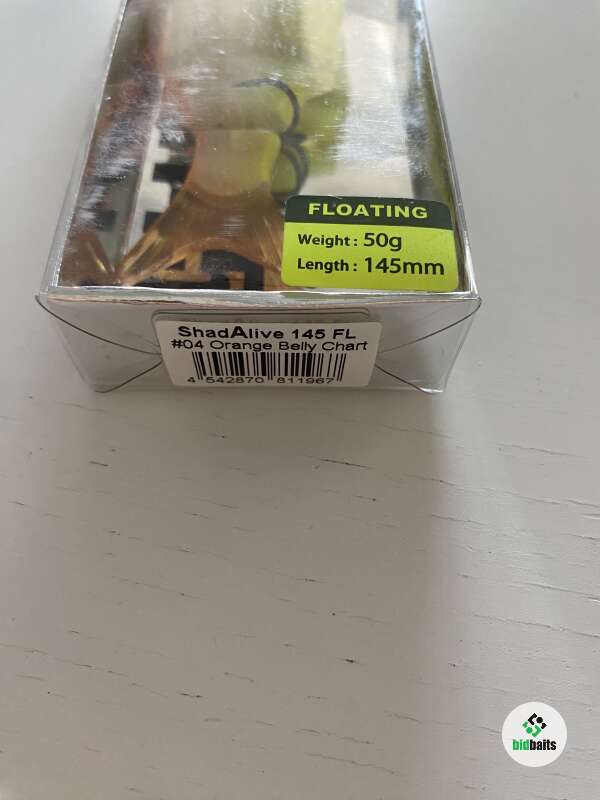 FLOATING
Weight : 50g
Length : 145mm
ShadAlive 145 FL
#04 Orange Belly Chart
4 542870 811967
bidbaits